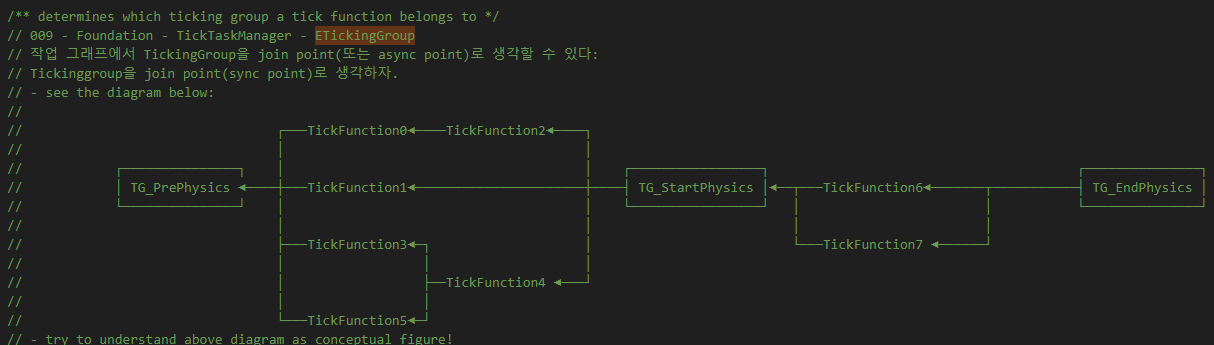 /** determines which ticking group a tick function belongs to */
// 009 - Foundation - TickTaskManager - ETickingGroup
// 작업 그래프에서 TickingGroup을 join point(또는 async point)로 생각할 수 있다:
// Tickinggroup을 join point(sync point)로 생각하자.
// - see the diagram below:
//
// ┌───TickFunction0◄────TickFunction2◄────┐
// │ │
// ┌───────────────┐ │ │ ┌─────────────────┐ ┌───────────────┐
// │ TG_PrePhysics ◄────┼───TickFunction1◄──────────────────────┼────┤ TG_StartPhysics │◄──┬───TickFunction6◄───────┬───────────┤ TG_EndPhysics │
// └───────────────┘ │ │ └─────────────────┘ │ │ └───────────────┘
// │ │ │ │
// ├───TickFunction3◄─┐ │ └───TickFunction7 ◄──────┘
// │ │ │
// │ ├──TickFunction4 ◄───┘
// │ │
// └───TickFunction5◄─┘
// - try to understand above diagram as conceptual figure!